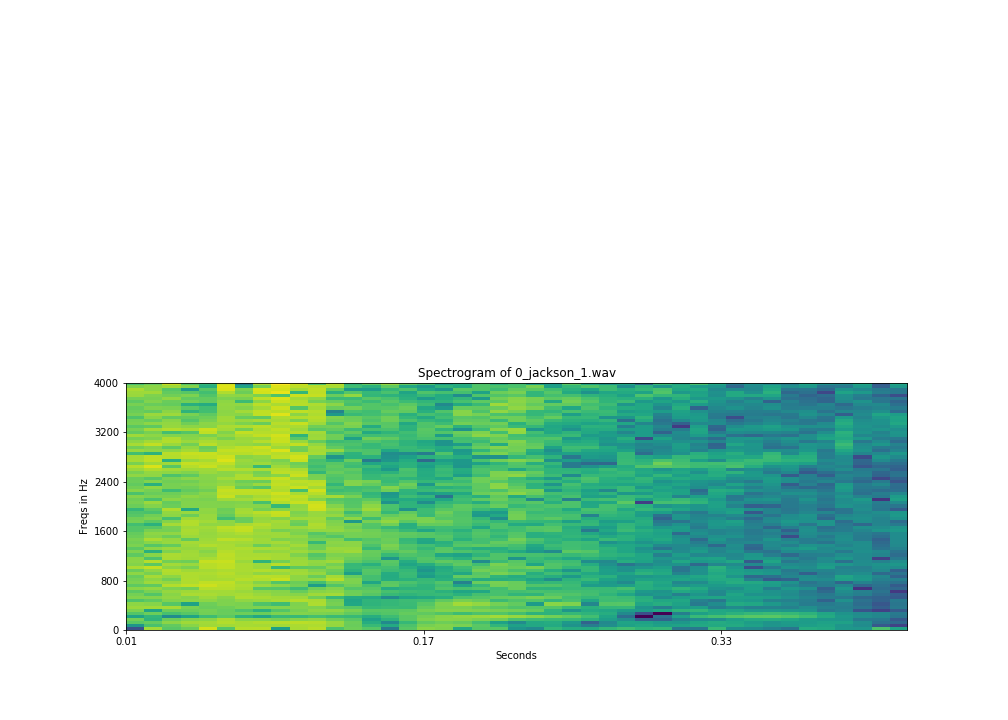 Spectrogram of 0_jackson_1.wav
4000
3200
2400
1600
800
0
Freqs in Hz
0.01 0.17 0.33
Seconds